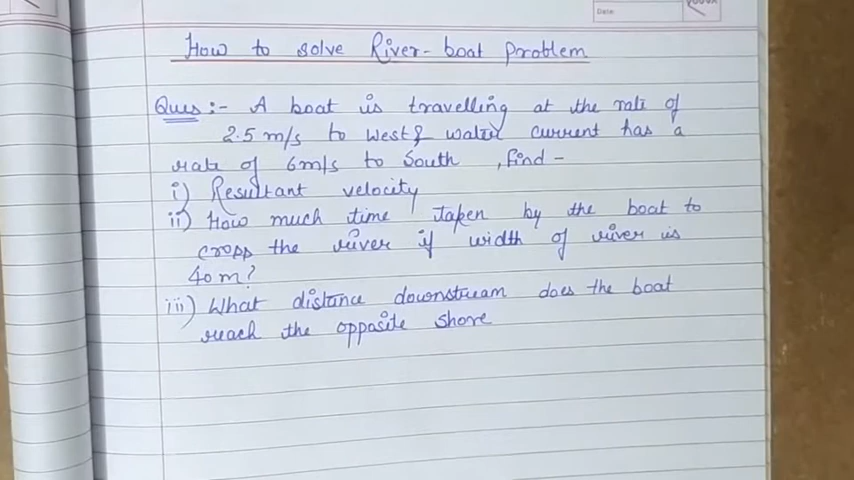 Date
YOUVA
How to solve River-boat problem
Ques :- A boat is travelling at the rate of
2.5 m/s to west & water current has a
rate of 6m/s to South , find -
i) Resultant velocity
ii) How much time taken by the boat to
cross the river if width of river is
40 m?
iii) What distance downstream does the boat
reach the opposite shore